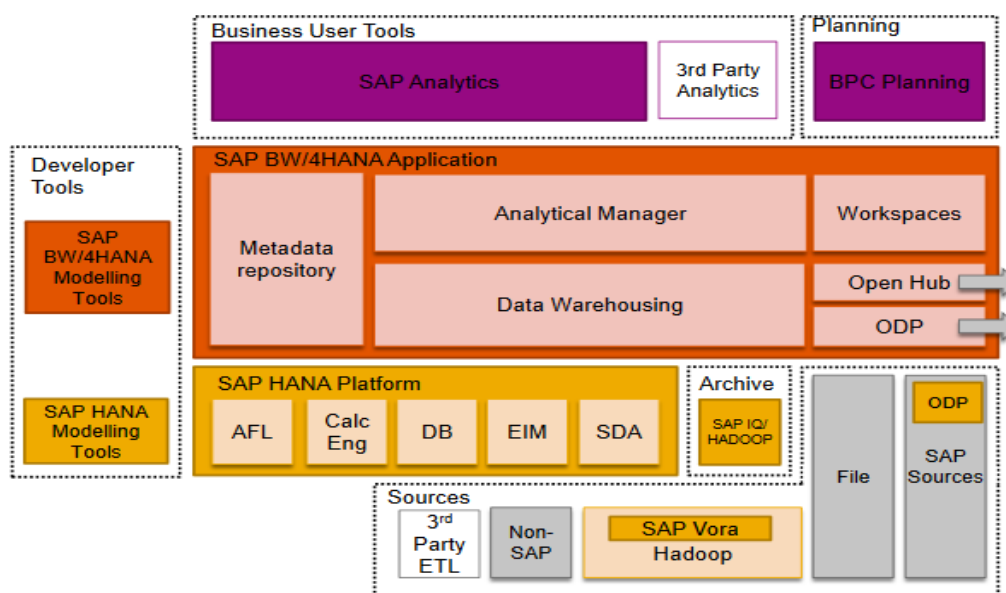 Business User Tools
SAP Analytics
3rd Party
Analytics
Planning
BPC Planning
Developer
Tools
SAP
BW/4HANA
Modelling
Tools
SAP HANA
Modelling
Tools
SAP BW/4HANA Application
Metadata
repository
Analytical Manager
Workspaces
Data Warehousing
Open Hub
ODP
SAP HANA Platform
AFL
Calc
Eng
DB
EIM
SDA
Archive
SAP IQ/
HADOOP
Sources
3rd
Party
ETL
Non-
SAP
SAP Vora
Hadoop
File
ODP
SAP
Sources